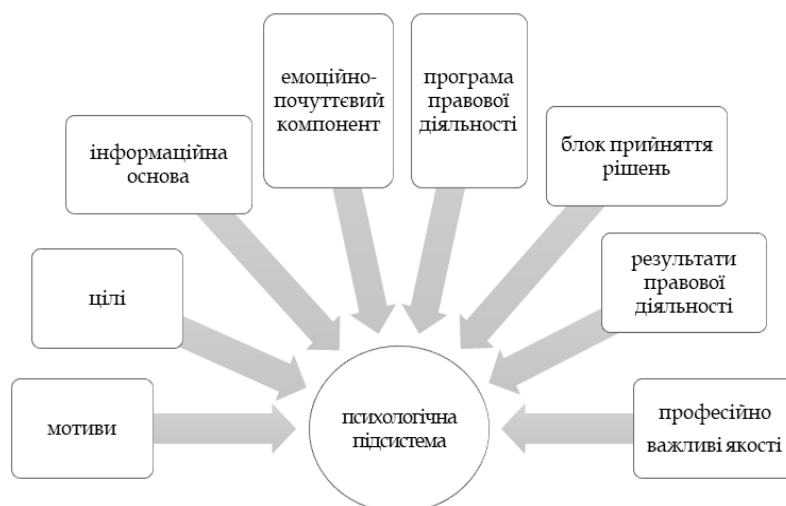 мотиви
цілі
інформаційна
основа
емоційно-
почуттєвий
компонент
програма
правової
діяльності
блок прийняття
рішень
результати
правової
діяльності
професійно
важливі якості
психологічна
підсистема